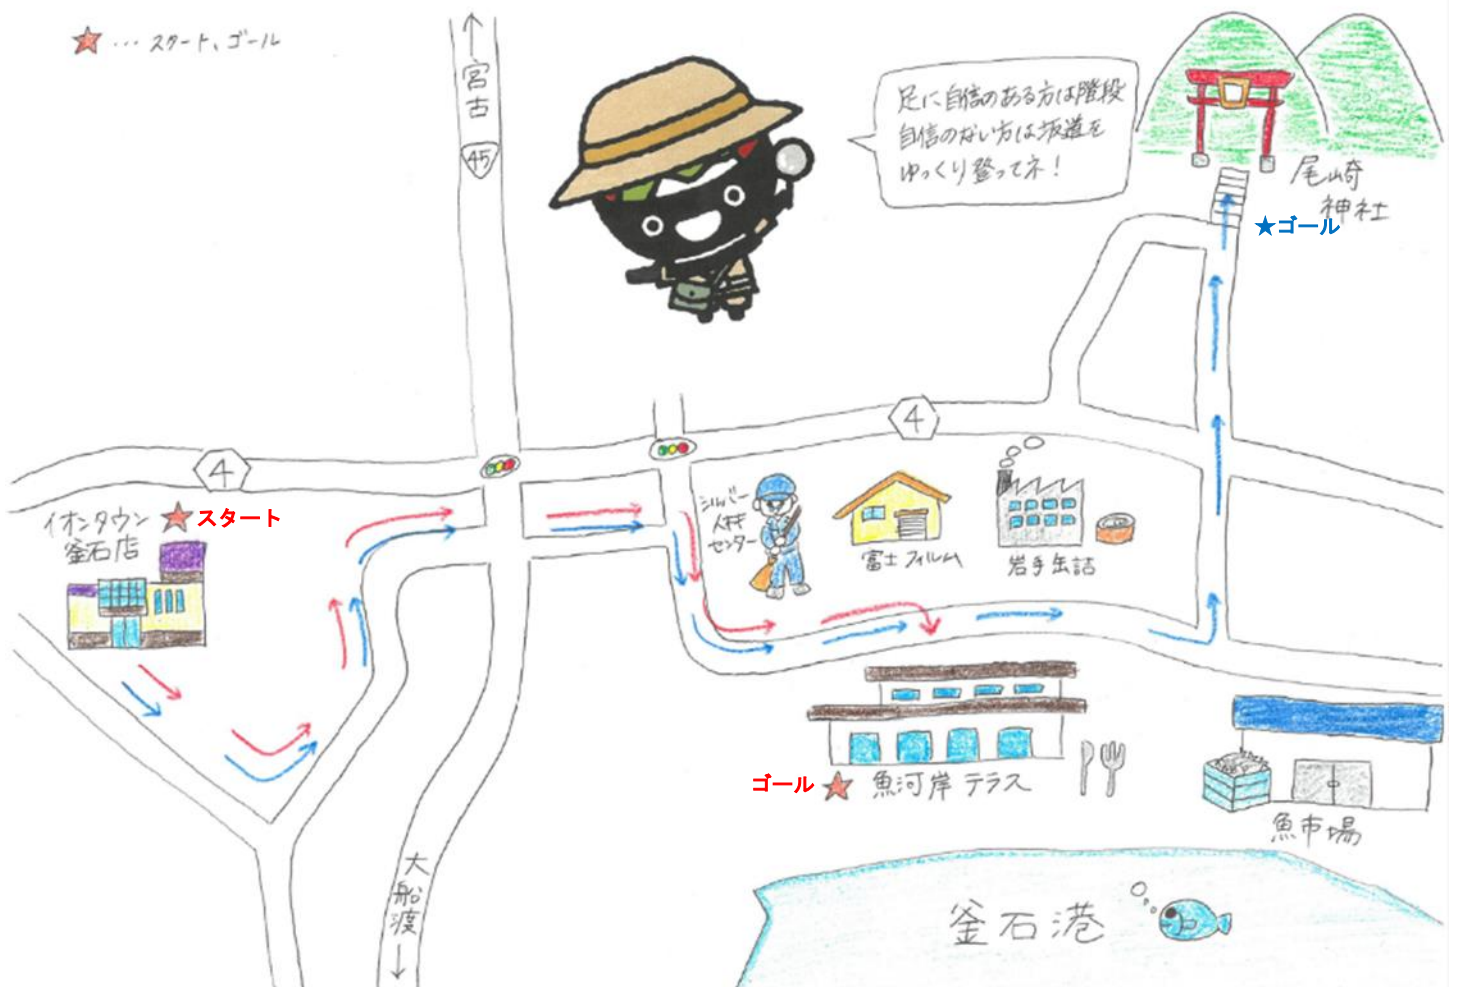 ★…スタート、ゴール
↑
宮古
45
足に自信のある方は階段
自信のない方は坂道を
ゆっくり登ってネ!
尾崎
神社
★ゴール
4
4
イオンタウン
釜石店
★スタート
シルバー
人材
センター
富士フイルム
岩手缶詰
ゴール★
魚河岸テラス
魚市場
大船渡
↓
釜石港